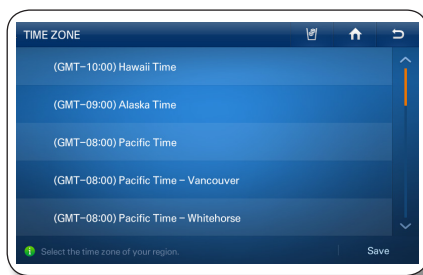 TIME ZONE
(GMT-10:00) Hawaii Time
(GMT-09:00) Alaska Time
(GMT-08:00) Pacific Time
(GMT-08:00) Pacific Time - Vancouver
(GMT-08:00) Pacific Time - Whitehorse
Select the time zone of your region.
Save